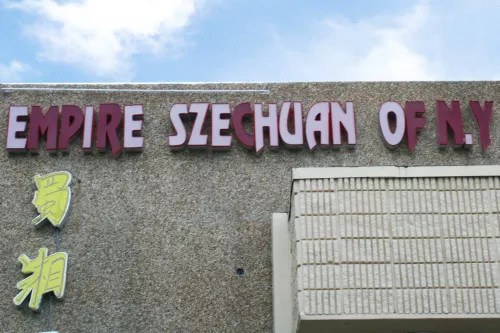 EMPIRE SZECHUAN OF N.Y
蜀
湘